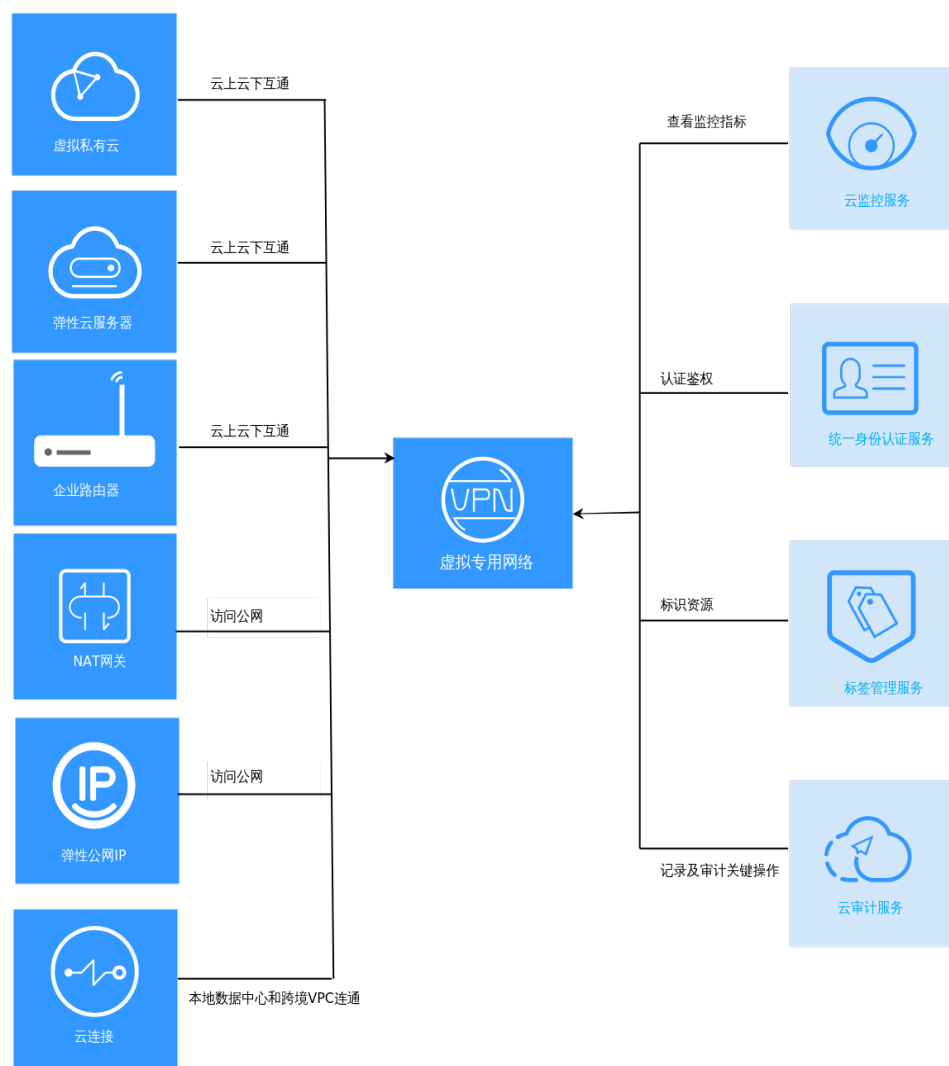 云上云下互通
虚拟私有云
云上云下互通
弹性云服务器
云上云下互通
企业路由器
访问公网
NAT网关
访问公网
IP
弹性公网IP
云连接
本地数据中心和跨境VPC连通
VPN
虚拟专用网络
查看监控指标
云监控服务
认证鉴权
统一身份认证服务
标识资源
标签管理服务
记录及审计关键操作
云审计服务